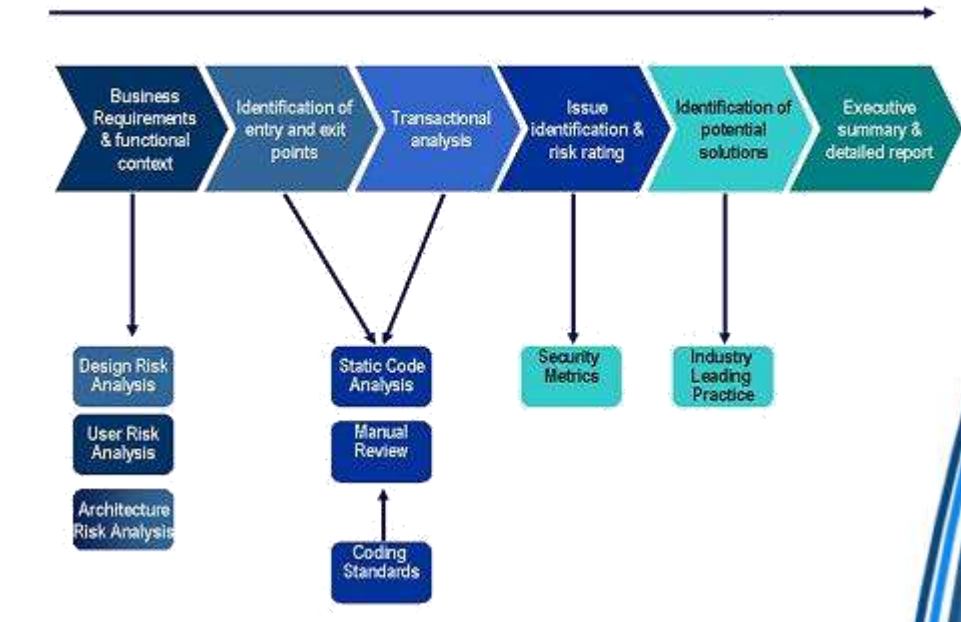 Business
Requirements
& functional
context
Identification of
entry and exit
points
Transactional
analysis
Issue
identification &
risk rating
Identification of
potential
solutions
Executive
summary &
detailed report
Design Risk
Analysis
User Risk
Analysis
Architecture
Risk Analysis
Static Code
Analysis
Manual
Review
Coding
Standards
Security
Metrics
Industry
Leading
Practice